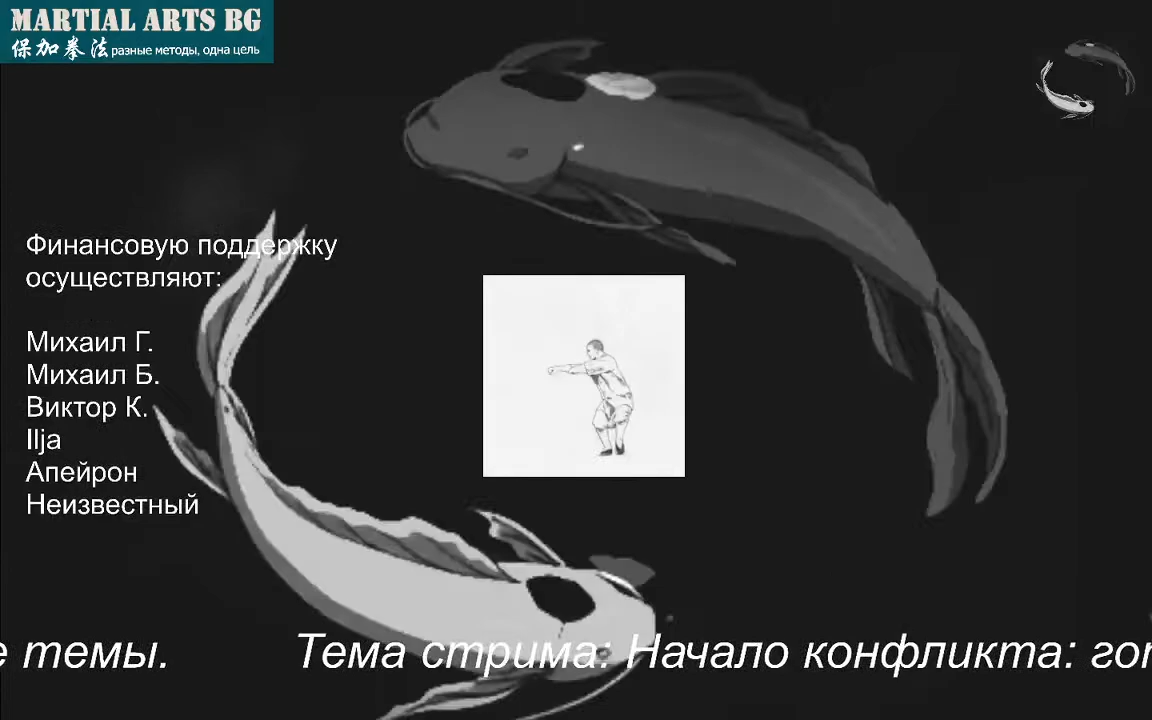 MARTIAL ARTS BG
保加拳法 разные методы, одна цель
Финансовую поддержку
осуществляют:
Михаил Г.
Михаил Б.
Виктор К.
Ilja
Апейрон
Неизвестный
темы. Тема стрима: Начало конфликта: